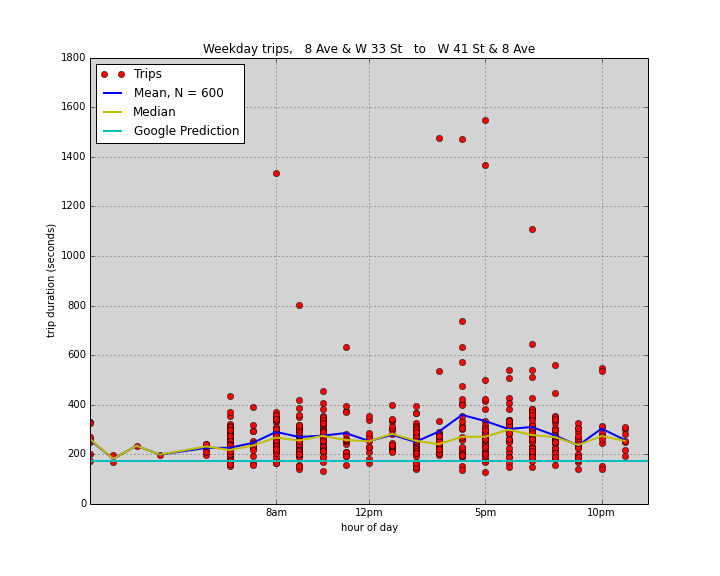 Weekday trips,   8 Ave & W 33 St   to   W 41 St & 8 Ave
1800
1600
1400
1200
1000
800
600
400
200
0
trip duration (seconds)
Trips
Mean, N = 600
Median
Google Prediction
8am
12pm
5pm
10pm
hour of day